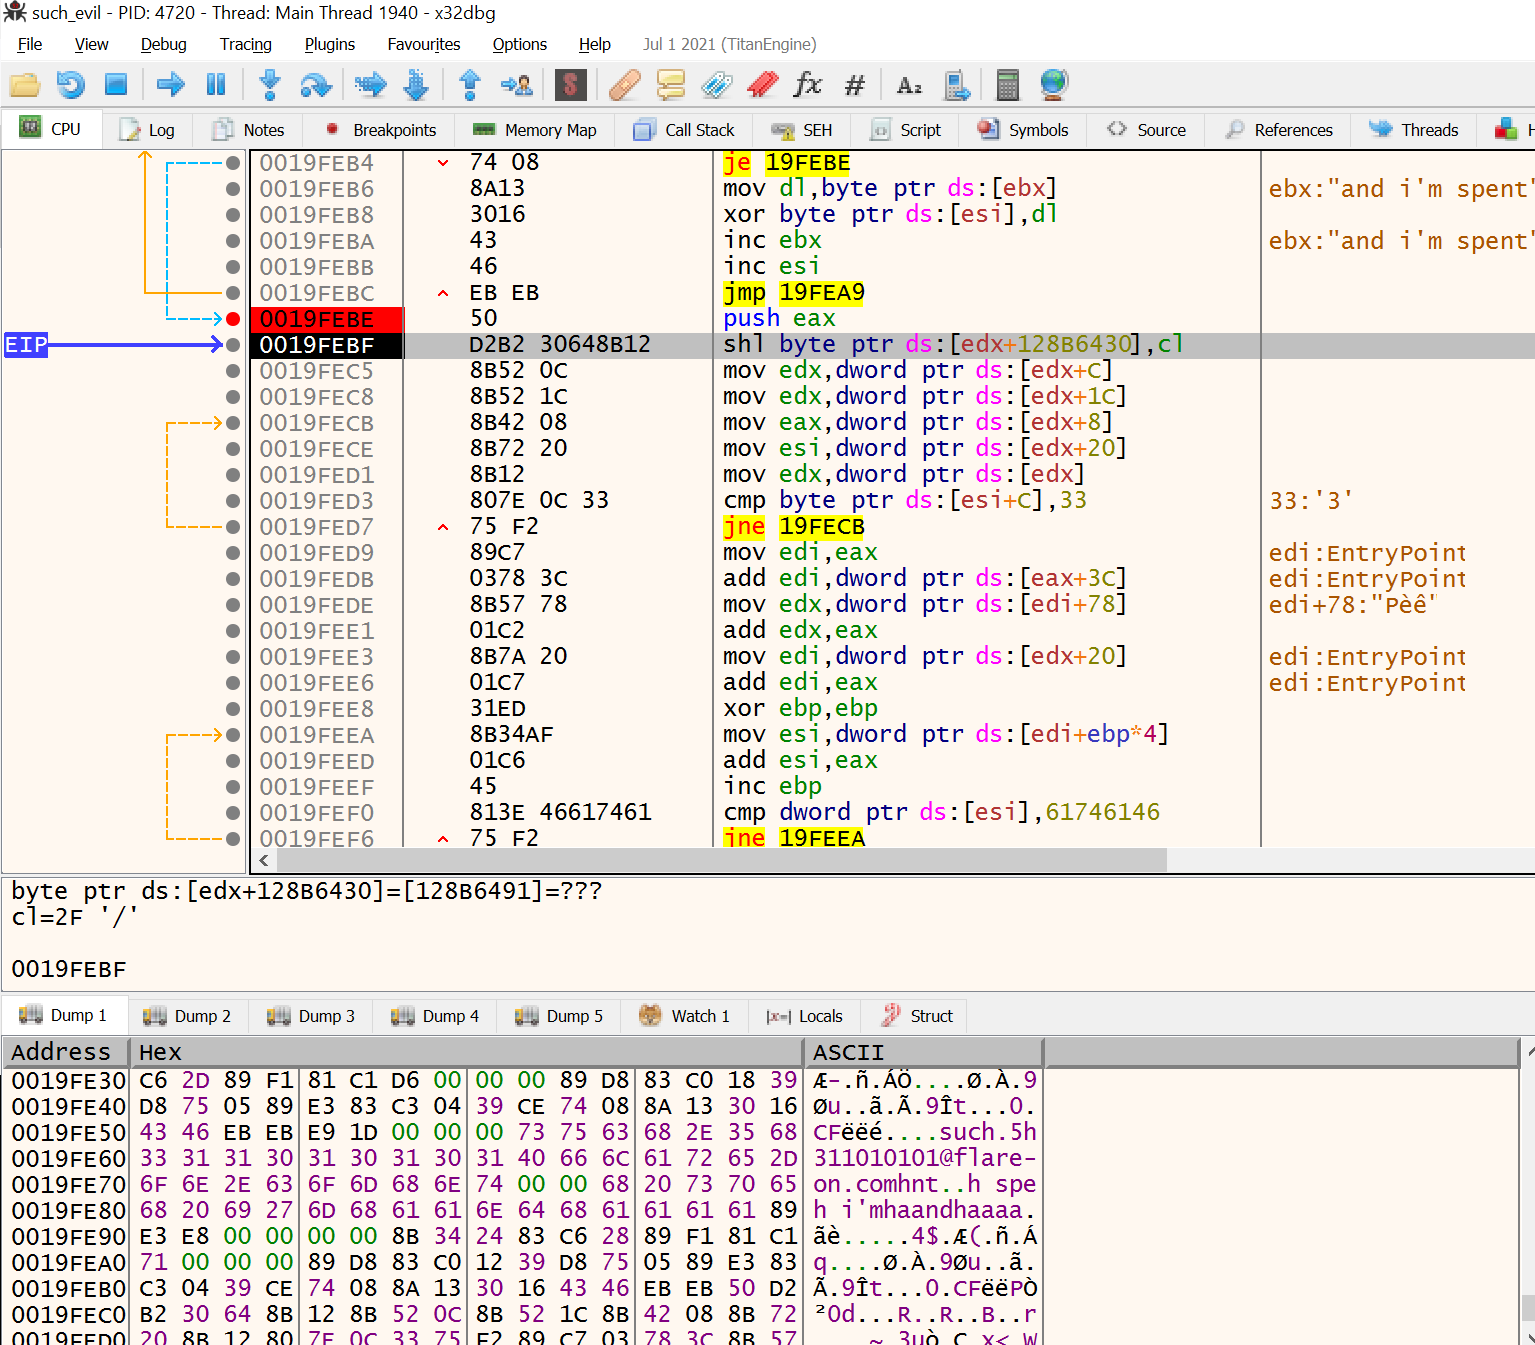 such_evil - PID: 4720 - Thread: Main Thread 1940 - x32dbg
File View Debug Tracing Plugins Favourites Options Help Jul 1 2021 (TitanEngine)
CPU Log Notes Breakpoints Memory Map Call Stack SEH Script Symbols Source References Threads
0019FEB4 74 08 je 19FEBE
0019FEB6 8A13 mov dl,byte ptr ds:[ebx] ebx:"and i'm spent"
0019FEB8 3016 xor byte ptr ds:[esi],dl
0019FEBA 43 inc ebx ebx:"and i'm spent"
0019FEBB 46 inc esi
0019FEBC EB EB jmp 19FEA9
0019FEBE 50 push eax
EIP 0019FEBF D2B2 30648B12 shl byte ptr ds:[edx+128B6430],cl
0019FEC5 8B52 0C mov edx,dword ptr ds:[edx+C]
0019FEC8 8B52 1C mov edx,dword ptr ds:[edx+1C]
0019FECB 8B42 08 mov eax,dword ptr ds:[edx+8]
0019FECE 8B72 20 mov esi,dword ptr ds:[edx+20]
0019FED1 8B12 mov edx,dword ptr ds:[edx]
0019FED3 807E 0C 33 cmp byte ptr ds:[esi+C],33 33:'3'
0019FED7 75 F2 jne 19FECB
0019FED9 89C7 mov edi,eax edi:EntryPoint
0019FEDB 0378 3C add edi,dword ptr ds:[eax+3C] edi:EntryPoint
0019FEDE 8B57 78 mov edx,dword ptr ds:[edi+78] edi+78:"Pèê"
0019FEE1 01C2 add edx,eax
0019FEE3 8B7A 20 mov edi,dword ptr ds:[edx+20] edi:EntryPoint
0019FEE6 01C7 add edi,eax edi:EntryPoint
0019FEE8 31ED xor ebp,ebp
0019FEEA 8B34AF mov esi,dword ptr ds:[edi+ebp*4]
0019FEED 01C6 add esi,eax
0019FEEF 45 inc ebp
0019FEF0 813E 46617461 cmp dword ptr ds:[esi],61746146
0019FEF6 75 F2 jne 19FEEA
byte ptr ds:[edx+128B6430]=[128B6491]=???
cl=2F '/'
0019FEBF
Dump 1 Dump 2 Dump 3 Dump 4 Dump 5 Watch 1 Locals Struct
Address Hex ASCII
0019FE30 C6 2D 89 F1 81 C1 D6 00 00 00 89 D8 83 C0 18 39 Æ-.ñ.ÁÖ....Ø.À.9
0019FE40 D8 75 05 89 E3 83 C3 04 39 CE 74 08 8A 13 30 16 Øu..ã.Ã.9Ît...0.
0019FE50 43 46 EB EB E9 1D 00 00 00 73 75 63 68 2E 35 68 CFëëé....such.5h
0019FE60 33 31 31 30 31 30 31 30 31 40 66 6C 61 72 65 2D 311010101@flare-
0019FE70 6F 6E 2E 63 6F 6D 68 6E 74 00 00 68 20 73 70 65 on.comhnt..h spe
0019FE80 68 20 69 27 6D 68 61 61 6E 64 68 61 61 61 61 89 h i'mhaandhaaaa.
0019FE90 E3 E8 00 00 00 00 8B 34 24 83 C6 28 89 F1 81 C1 ãè.....4$.Æ(.ñ.Á
0019FEA0 71 00 00 00 89 D8 83 C0 12 39 D8 75 05 89 E3 83 q....Ø.À.9Øu..ã.
0019FEB0 C3 04 39 CE 74 08 8A 13 30 16 43 46 EB EB 50 D2 Ã.9Ît...0.CFëëPÒ
0019FEC0 B2 30 64 8B 12 8B 52 0C 8B 52 1C 8B 42 08 8B 72 ²0d...R..R..B..r
0019FED0 20 8B 12 80 7E 0C 33 75 F2 89 C7 03 78 3C 8B 57 ~.3uò.Ç.x<.W